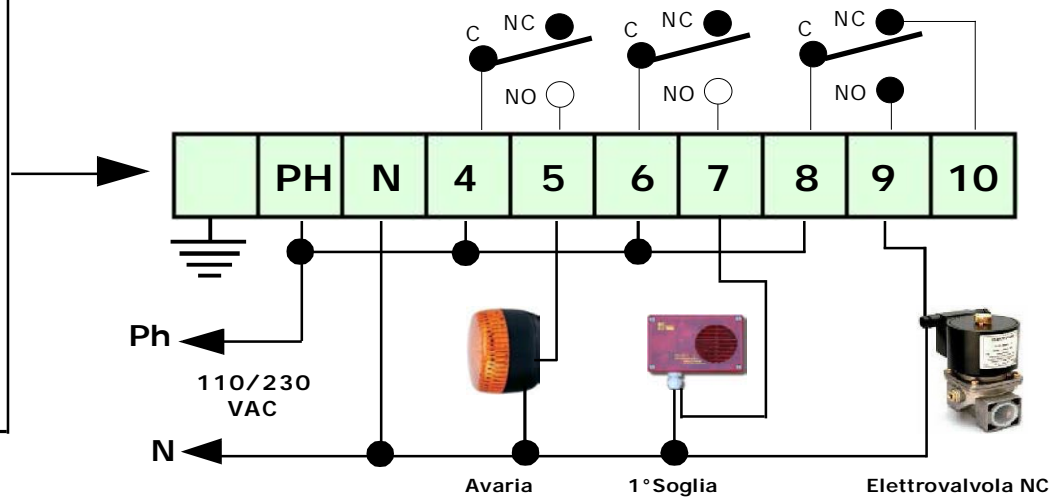 C NC C NC C NC
NO NO NO
PH N 4 5 6 7 8 9 10
Ph
110/230
VAC
N
Avaria 1°Soglia Elettrovalvola NC